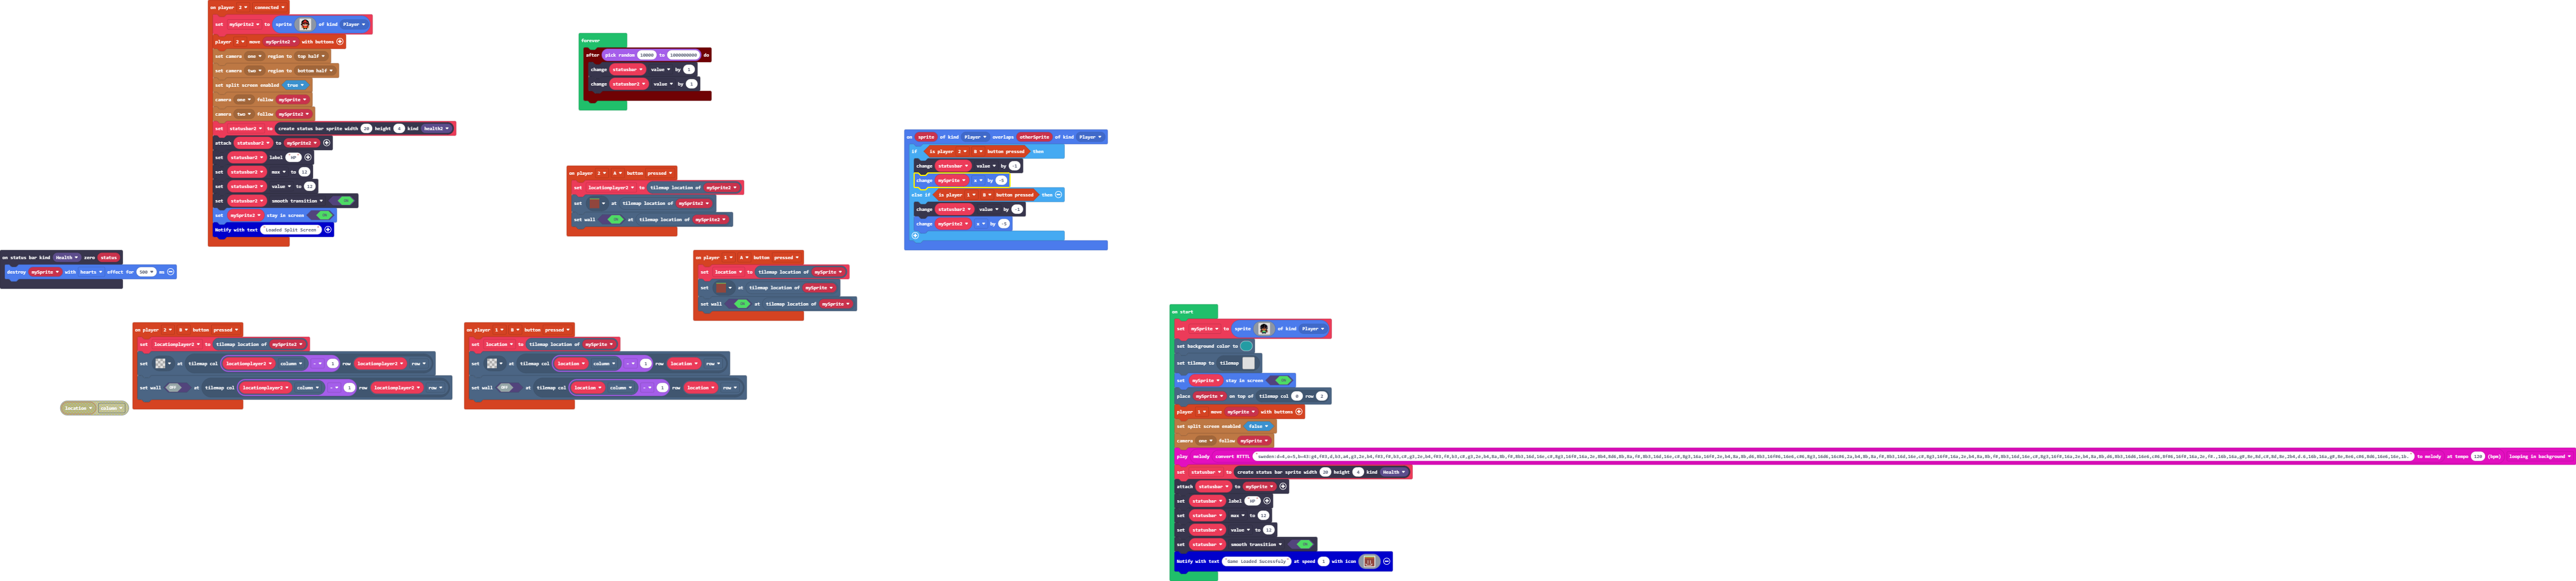 on player 2 connected
set mySprite2 to sprite of kind Player
player 2 move mySprite2 with buttons
set camera one region to top half
set camera two region to bottom half
set split screen enabled true
camera one follow mySprite
camera two follow mySprite2
set statusbar2 to create status bar sprite width 20 height 4 kind health2
attach statusbar2 to mySprite2
set statusbar2 label HP
set statusbar2 max to 12
set statusbar2 value to 12
set statusbar2 smooth transition ON
set mySprite2 stay in screen ON
Notify with text Loaded Split Screen
forever
after pick random 10000 to 1000000000 do
change statusbar value by 1
change statusbar2 value by 1
on player 2 A button pressed
set locationplayer2 to tilemap location of mySprite2
set at tilemap location of mySprite2
set wall ON at tilemap location of mySprite2
on sprite of kind Player overlaps otherSprite of kind Player
if is player 2 B button pressed then
change statusbar value by -1
change mySprite x by
else if is player 1 B button pressed then
change statusbar2 value by -1
change mySprite2 x by
on status bar kind Health zero status
destroy mySprite with hearts effect for 500 ms
on player 1 A button pressed
set location to tilemap location of mySprite
set at tilemap location of mySprite
set wall ON at tilemap location of mySprite
on player 2 B button pressed
set locationplayer2 to tilemap location of mySprite2
set at tilemap col locationplayer2 column - 1 row locationplayer2 row
set wall OFF at tilemap col locationplayer2 column - 1 row locationplayer2 row
location column
on player 1 B button pressed
set location to tilemap location of mySprite
set at tilemap col location column - 1 row location row
set wall OFF at tilemap col location column - 1 row location row
on start
set mySprite to sprite of kind Player
set background color to
set tilemap to tilemap
set mySprite stay in screen ON
place mySprite on top of tilemap col 0 row 2
player 1 move mySprite with buttons
set split screen enabled false
camera one follow mySprite
play melody convert RTTTL to melody at tempo 120 (bpm) looping in background
set statusbar to create status bar sprite width 20 height 4 kind Health
attach statusbar to mySprite
set statusbar label HP
set statusbar max to 12
set statusbar value to 12
set statusbar smooth transition ON
Notify with text "Game Loaded Sucessfuly" at speed 1 with icon